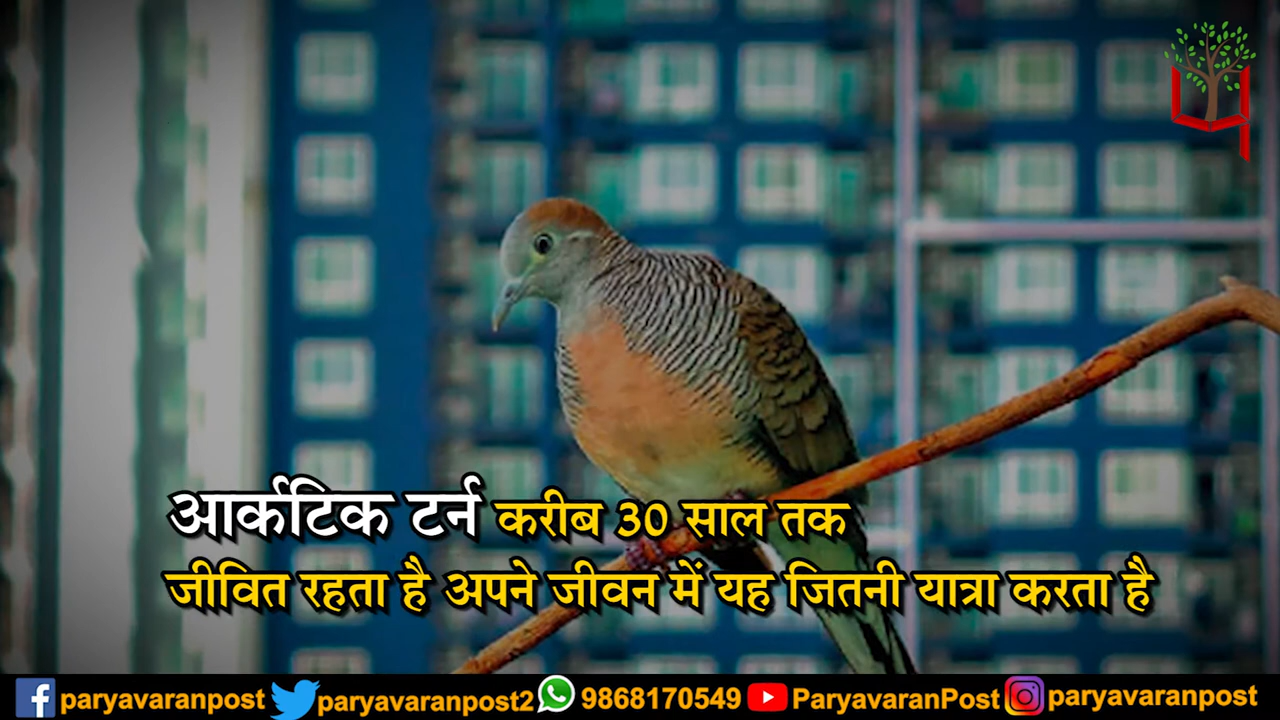 आर्कटिक टर्न करीब 30 साल तक
जीवित रहता है अपने जीवन में यह जितनी यात्रा करता है
paryavaranpost paryavaranpost2 9868170549 ParyavaranPost paryavaranpost